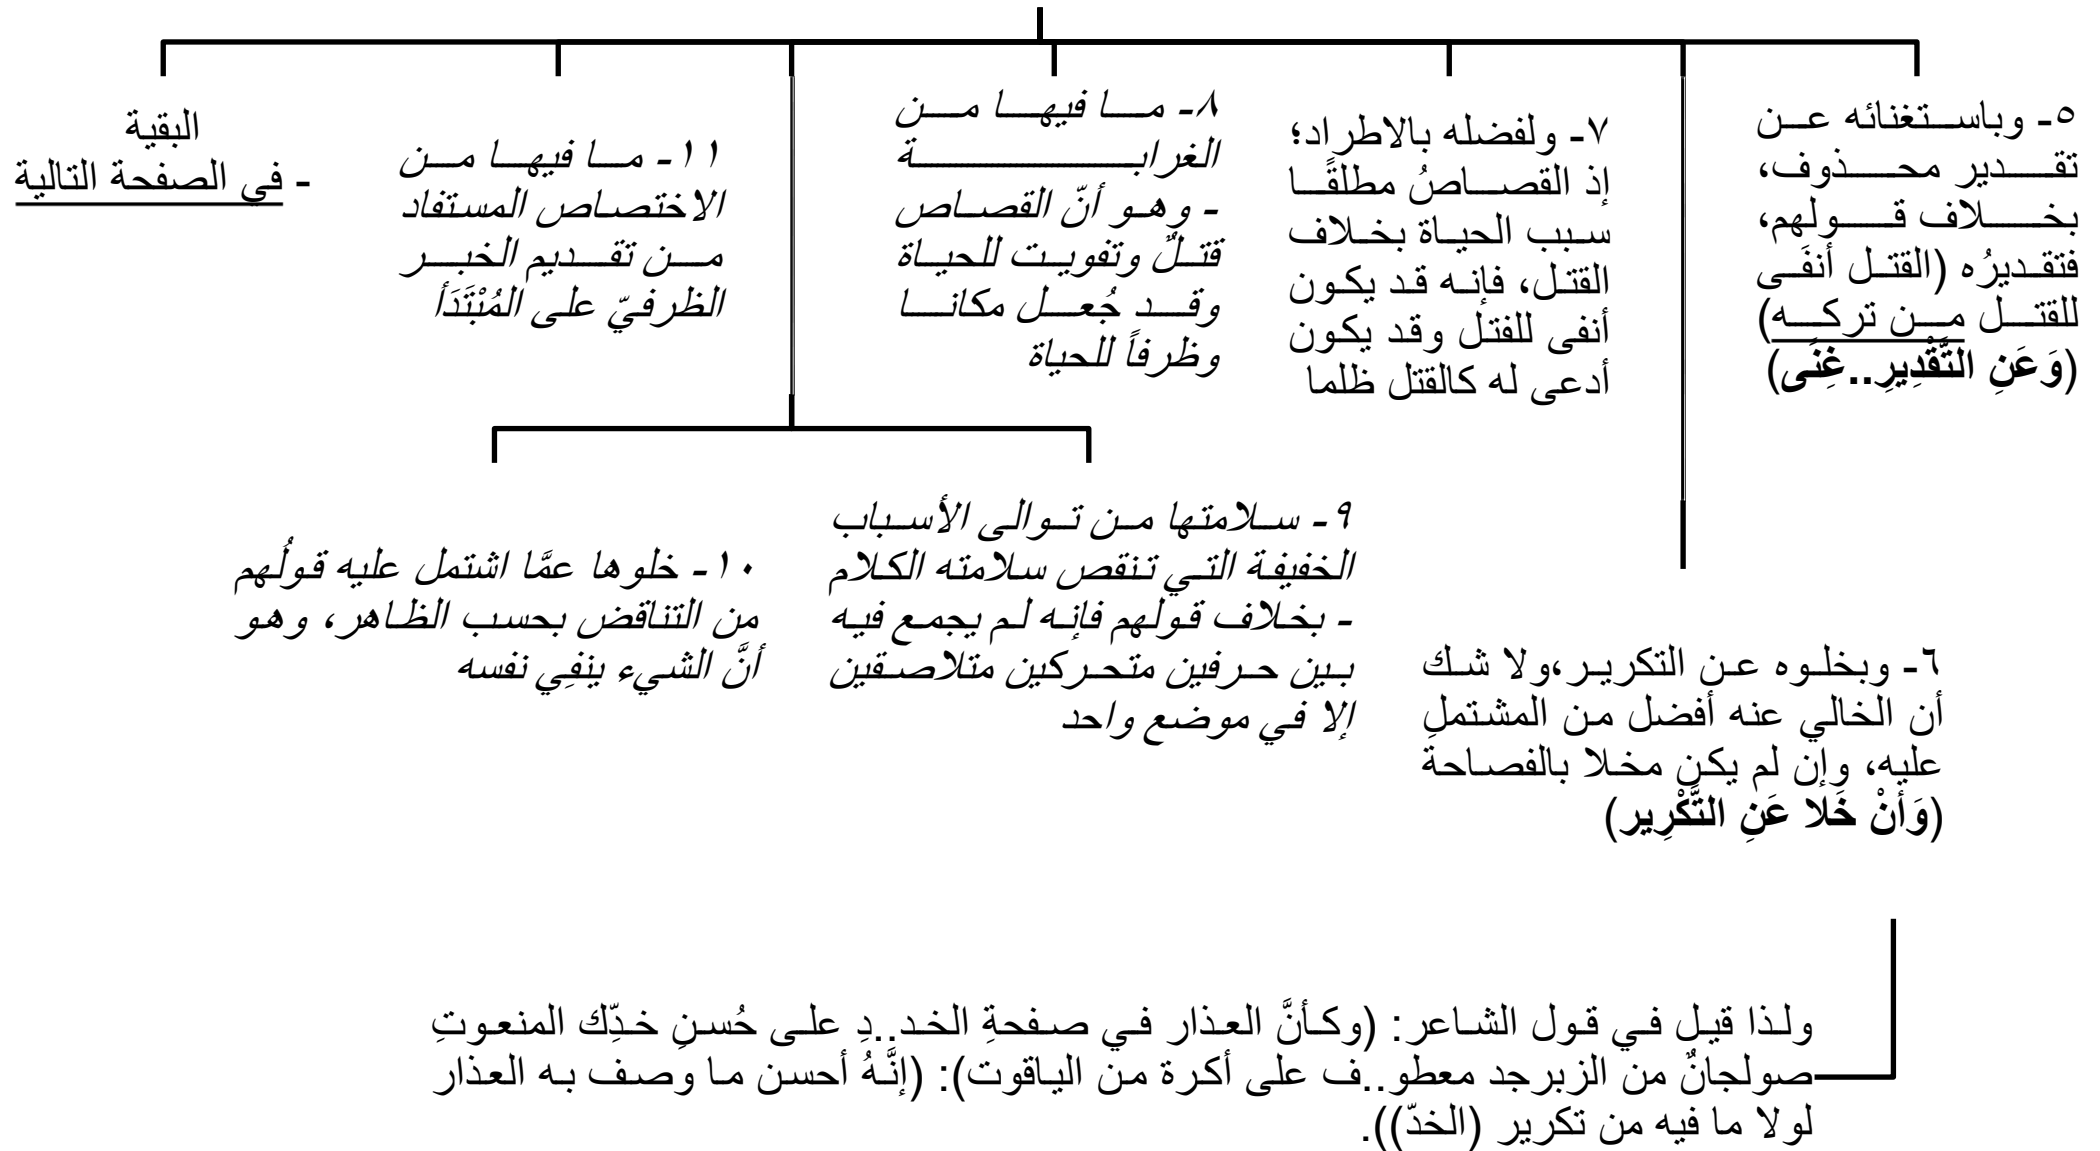 ٥- وباستغنائه عن
تقدير محذوف،
بخلاف قولهم،
فتقديرُه (القتل أنفَى
للقتل من تركه)
(وَعَنِ التَّقْدِيرِ..غِنَى)
٧- ولفضله بالاطراد؛
إذ القصاصُ مطلقًا
سبب الحياة بخلاف
القتل، فإنه قد يكون
أنفى للفتل وقد يكون
أدعى له كالقتل ظلما
٨- ما فيها من
الغرابة
- وهو أنّ القصاص
قتلٌ وتفويت للحياة
وقد جُعل مكانا
وظرفاً للحياة
١١- ما فيها من
الاختصاص المستفاد
من تقديم الخبر
الظرفيّ على المُبْتَدَأ
البقية
- في الصفحة التالية
٩- سلامتها من توالى الأسباب
الخفيفة التي تنقص سلامته الكلام
- بخلاف قولهم فإنه لم يجمع فيه
بين حرفين متحركين متلاصقين
إلا في موضع واحد
١٠- خلوها عمَّا اشتمل عليه قولُهم
من التناقض بحسب الظاهر، وهو
أنَّ الشيء ينفِي نفسه
٦- وبخلوه عن التكرير،ولا شك
أن الخالي عنه أفضل من المشتملِ
عليه، وإن لم يكن مخلا بالفصاحة
(وَأنْ خَلا عَنِ التَّكْرِير)
ولذا قيل في قول الشاعر: (وكأنَّ العذار في صفحةِ الخد..دِ على حُسنِ خدِّك المنعوتِ
صولجانٌ من الزبرجد معطو..ف على أكرة من الياقوت): (إنَّهُ أحسن ما وصف به العذار
لولا ما فيه من تكرير (الخدّ)).